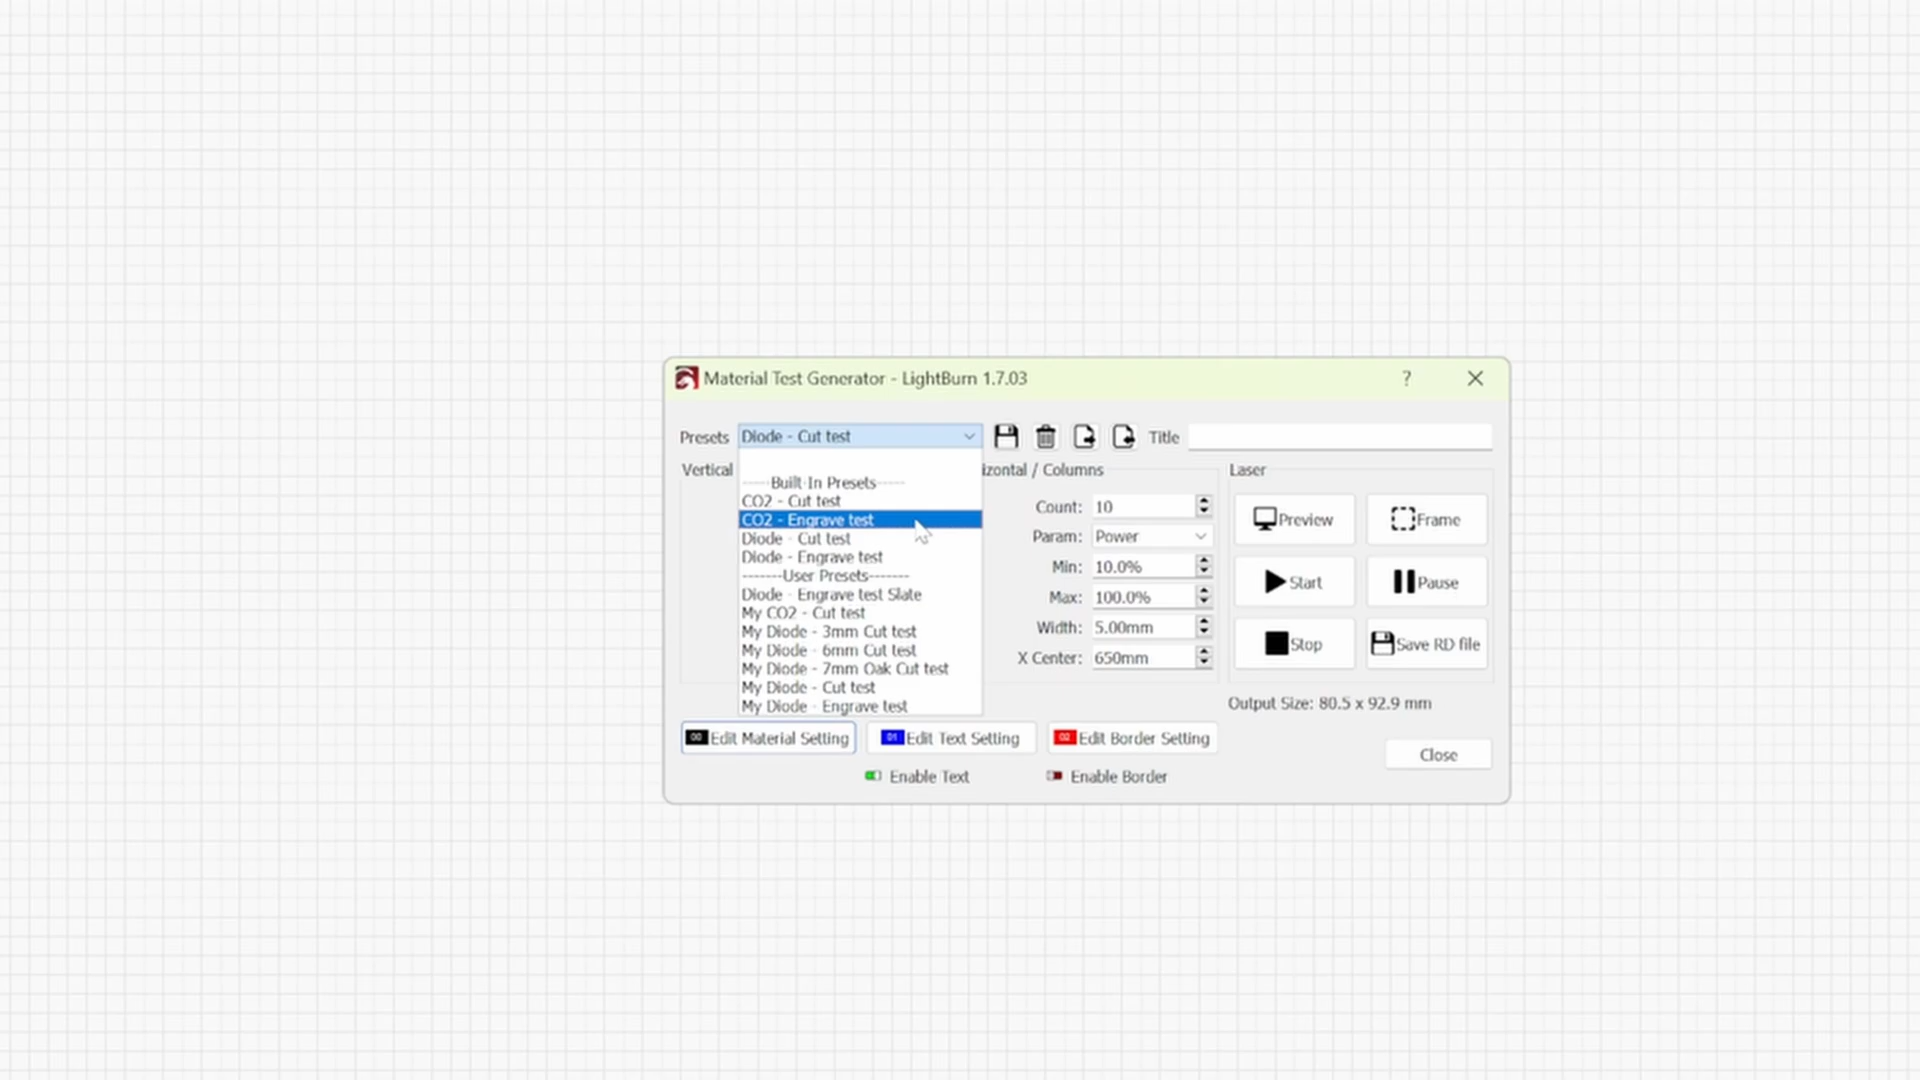 Material Test Generator - LightBurn 1.7.03
?
Presets
Diode - Cut test
Title
Vertical
izontal / Columns
Laser
------Built-In Presets------
CO2 - Cut test
CO2 - Engrave test
Diode - Cut test
Diode - Engrave test
-------User Presets-------
Diode - Engrave test Slate
My CO2 - Cut test
My Diode - 3mm Cut test
My Diode - 6mm Cut test
My Diode - 7mm Oak Cut test
My Diode - Cut test
My Diode - Engrave test
Count: 10
Param: Power
Min: 10.0%
Max: 100.0%
Width: 5.00mm
X Center: 650mm
Preview
Frame
Start
Pause
Stop
Save RD file
Output Size: 80.5 x 92.9 mm
00 Edit Material Setting
01 Edit Text Setting
02 Edit Border Setting
Close
Enable Text
Enable Border